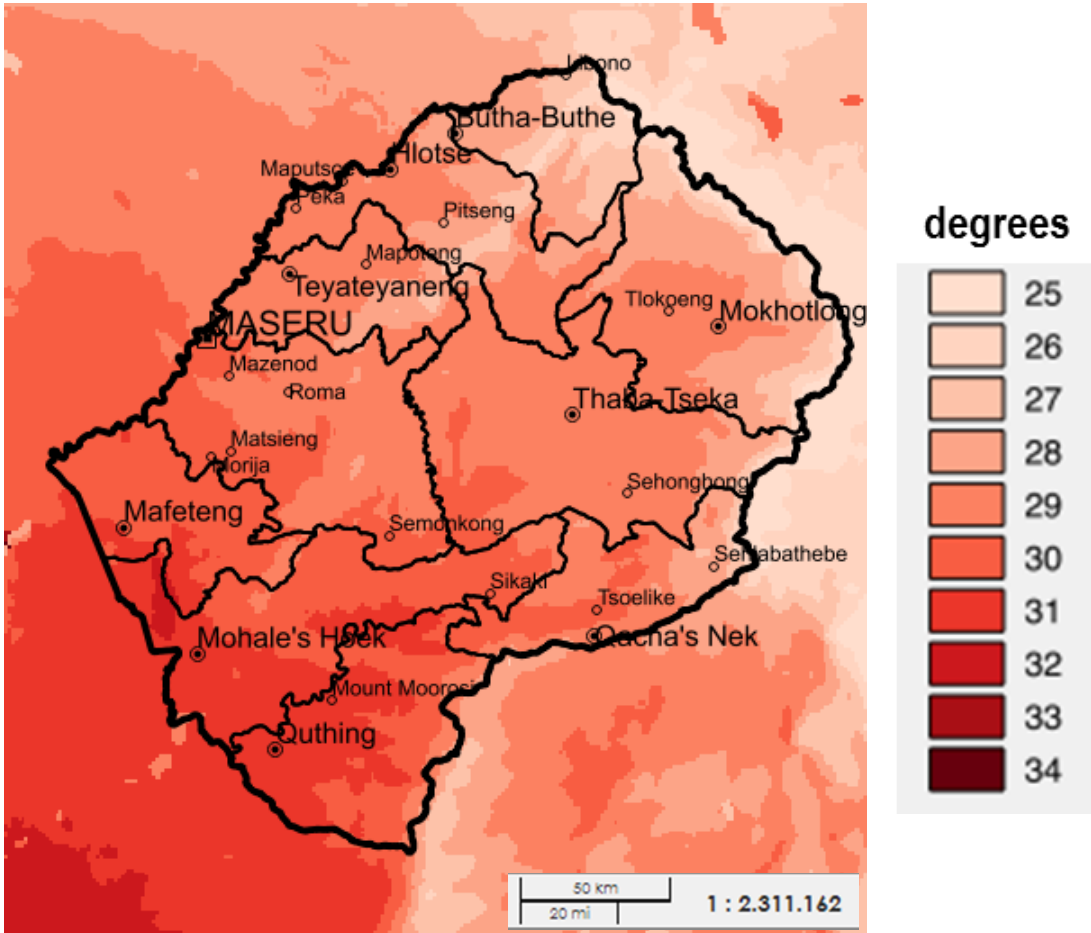 Libono
Butha-Buthe
Hlotse
Maputsoe
Peka
Pitseng
Mapoteng
Teyateyaneng
Tlokoeng
Mokhotlong
MASERU
Mazenod
Roma
Thaba-Tseka
Matsieng
Morija
Sehonghong
Mafeteng
Semonkong
Sehlabathebe
Sikaki
Tsoelike
Mohale's Hoek
Qacha's Nek
Mount Moorosi
Quthing
50 km
20 mi
1 : 2.311.162
degrees
25
26
27
28
29
30
31
32
33
34